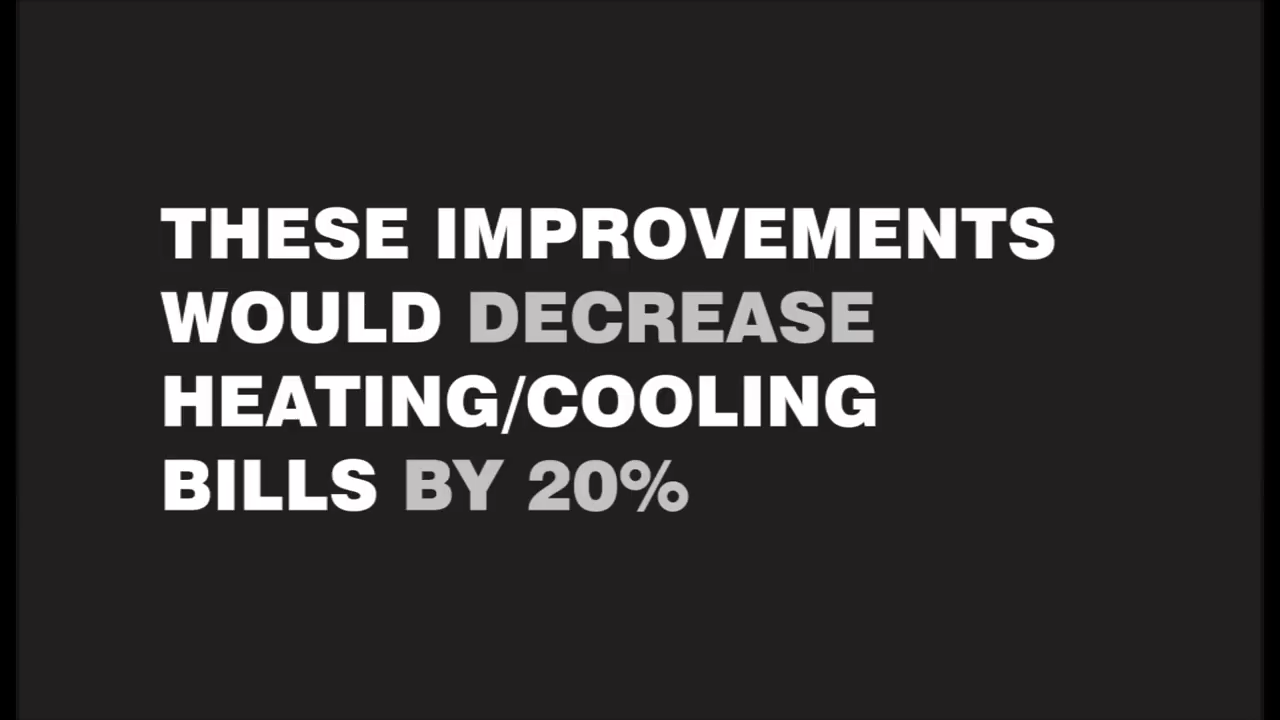 THESE IMPROVEMENTS
WOULD DECREASE
HEATING/COOLING
BILLS BY 20%